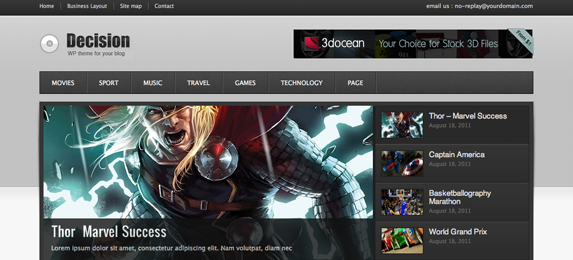 Home Business Layout Site map Contact
email us : no-replay@yourdomain.com
Decision
WP theme for your blog
3docean Your Choice for Stock 3D Files
From $1
MOVIES SPORT MUSIC TRAVEL GAMES TECHNOLOGY PAGE
Thor Marvel Success
Lorem ipsum dolor sit amet, consectetur adipiscing elit. Nam volutpat, diam nec
Thor – Marvel Success
August 18, 2011
Captain America
August 18, 2011
Basketballography
Marathon
August 18, 2011
World Grand Prix
August 18, 2011